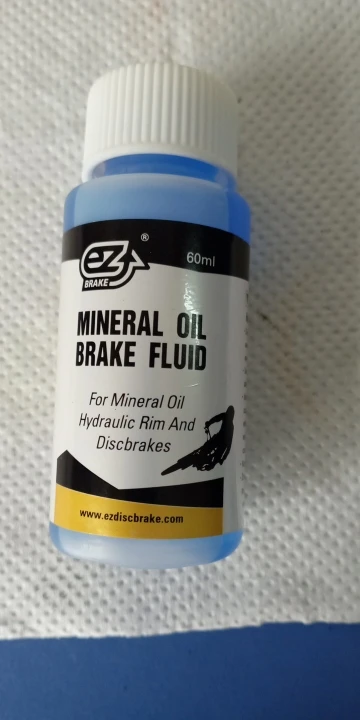 ez
®
BRAKE
60ml
MINERAL OIL
BRAKE FLUID
For Mineral Oil
Hydraulic Rim And
Discbrakes
www.ezdiscbrake.com